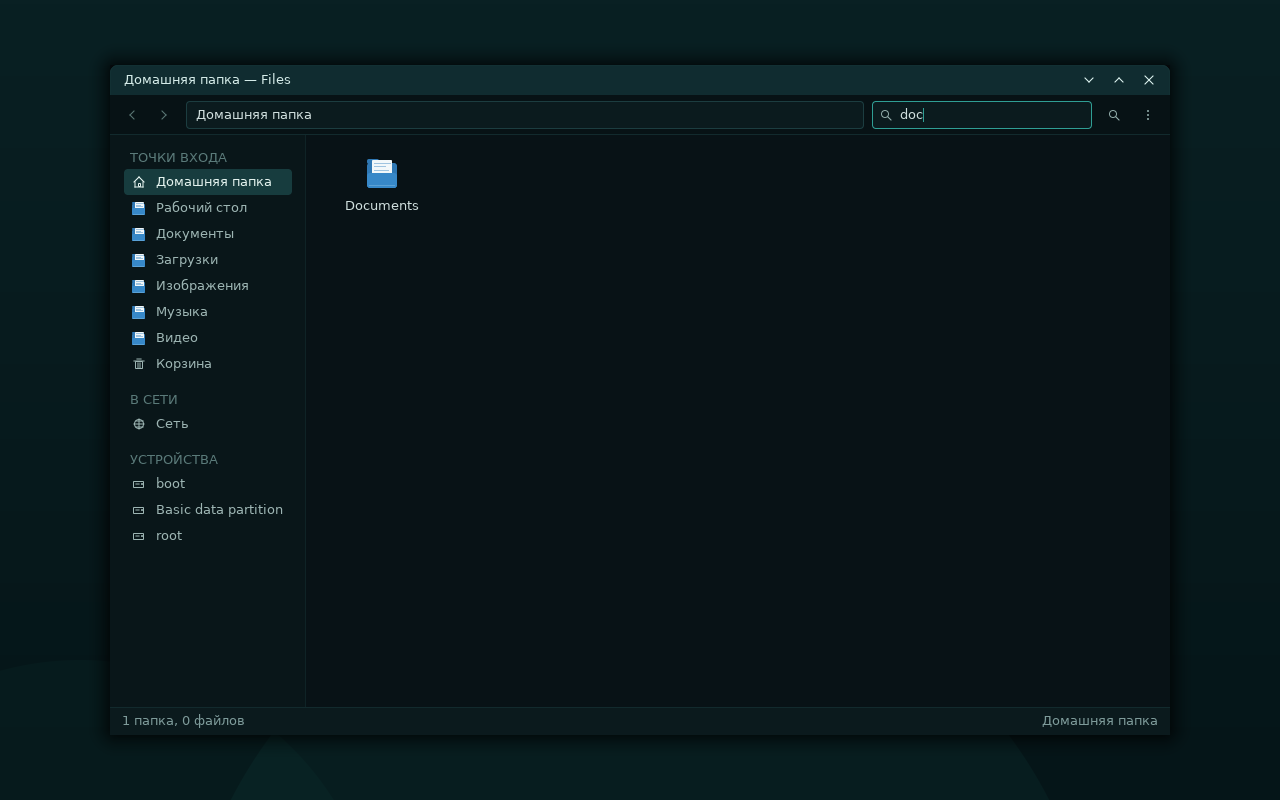 Домашняя папка — Files
Домашняя папка
doc
ТОЧКИ ВХОДА
Домашняя папка
Рабочий стол
Документы
Загрузки
Изображения
Музыка
Видео
Корзина
В СЕТИ
Сеть
УСТРОЙСТВА
boot
Basic data partition
root
Documents
1 папка, 0 файлов
Домашняя папка